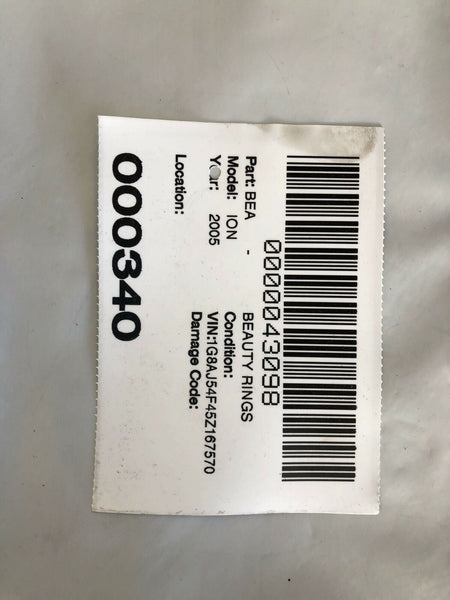 0000043098
Part: BEA - BEAUTY RINGS
Model: ION Condition:
Year: 2005 VIN:1G8AJ54F45Z167570
Damage Code:
Location:
000340